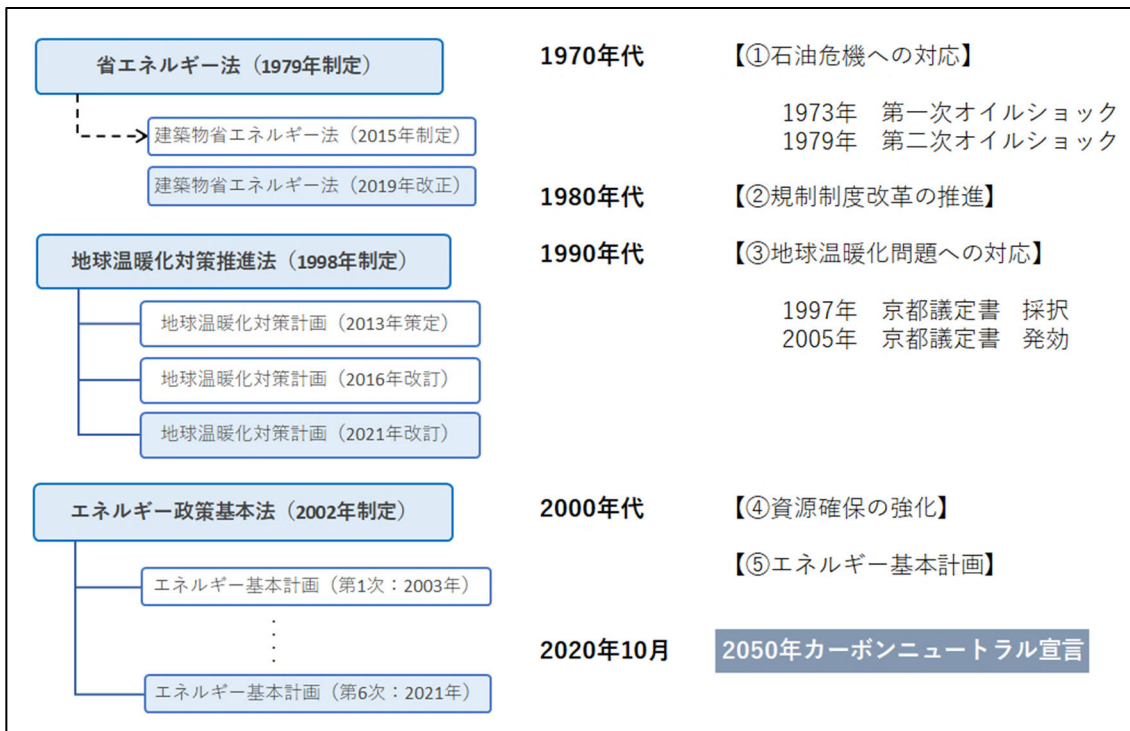 省エネルギー法（1979年制定）
建築物省エネルギー法（2015年制定）
建築物省エネルギー法（2019年改正）
地球温暖化対策推進法（1998年制定）
地球温暖化対策計画（2013年策定）
地球温暖化対策計画（2016年改訂）
地球温暖化対策計画（2021年改訂）
エネルギー政策基本法（2002年制定）
エネルギー基本計画（第1次：2003年）
エネルギー基本計画（第6次：2021年）
1970年代 【①石油危機への対応】
1973年 第一次オイルショック
1979年 第二次オイルショック
1980年代 【②規制制度改革の推進】
1990年代 【③地球温暖化問題への対応】
1997年 京都議定書 採択
2005年 京都議定書 発効
2000年代 【④資源確保の強化】
【⑤エネルギー基本計画】
2020年10月 2050年カーボンニュートラル宣言